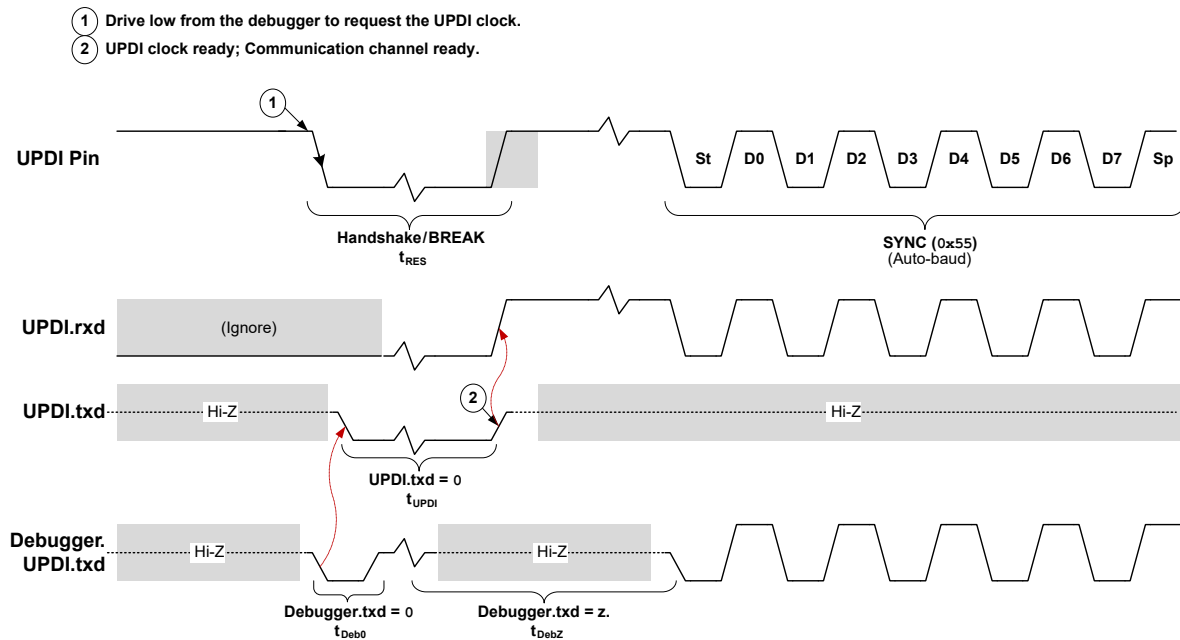 1 Drive low from the debugger to request the UPDI clock.
2 UPDI clock ready; Communication channel ready.
1
UPDI Pin
St D0 D1 D2 D3 D4 D5 D6 D7 Sp
Handshake/BREAK
tRES
SYNC (0x55)
(Auto-baud)
UPDI.rxd
(Ignore)
2
UPDI.txd
Hi-Z
Hi-Z
UPDI.txd = 0
tUPDI
Debugger.
UPDI.txd
Hi-Z
Hi-Z
Debugger.txd = 0
tDeb0
Debugger.txd = z.
tDebZ